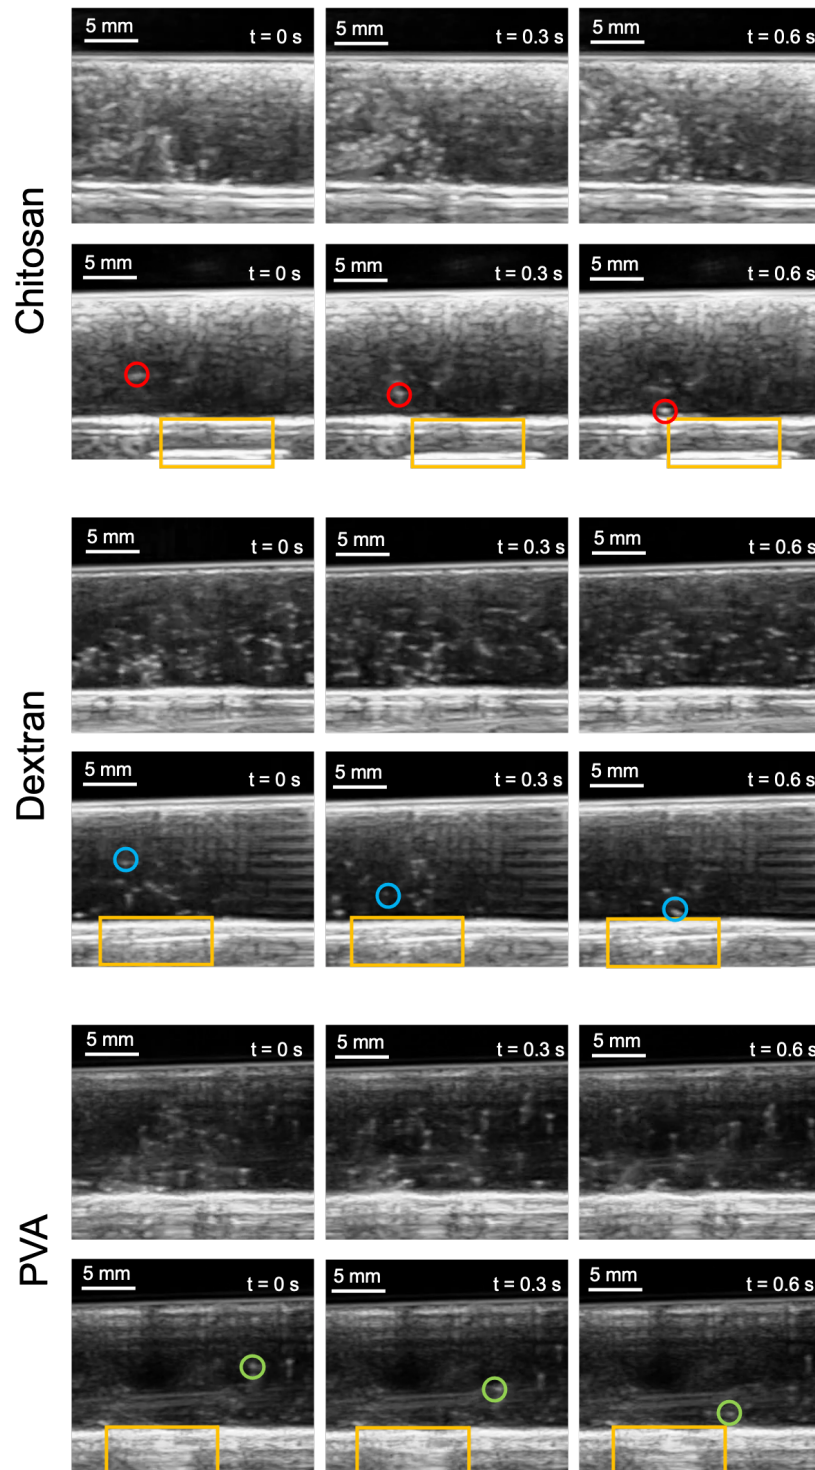 Chitosan
5 mm t = 0 s
5 mm t = 0.3 s
5 mm t = 0.6 s
5 mm t = 0 s
5 mm t = 0.3 s
5 mm t = 0.6 s
Dextran
5 mm t = 0 s
5 mm t = 0.3 s
5 mm t = 0.6 s
5 mm t = 0 s
5 mm t = 0.3 s
5 mm t = 0.6 s
PVA
5 mm t = 0 s
5 mm t = 0.3 s
5 mm t = 0.6 s
5 mm t = 0 s
5 mm t = 0.3 s
5 mm t = 0.6 s